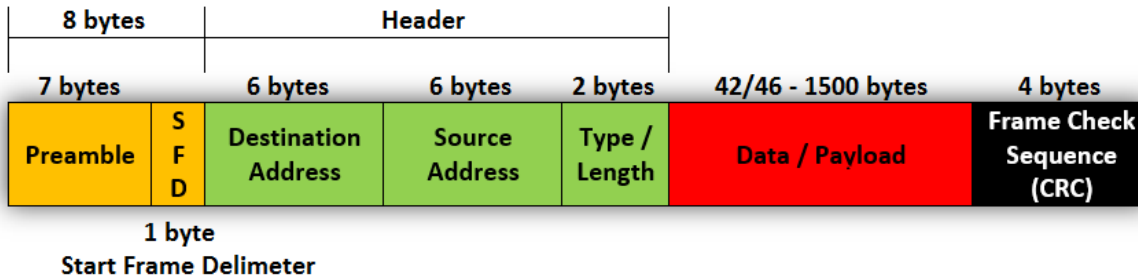 8 bytes
Header
7 bytes
6 bytes
6 bytes
2 bytes
42/46 - 1500 bytes
4 bytes
Preamble
S
F
D
Destination
Address
Source
Address
Type /
Length
Data / Payload
Frame Check
Sequence
(CRC)
1 byte
Start Frame Delimeter